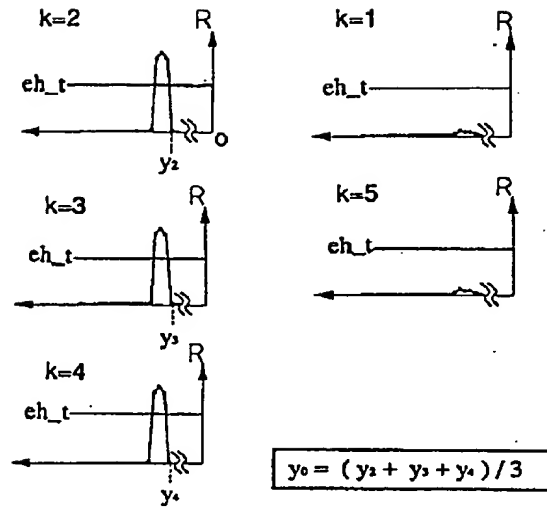 k=2
R
eh_t
O
y₂
k=3
R
eh_t
y₃
k=4
R
eh_t
y₄
k=1
R
eh_t
k=5
R
eh_t
y₀ = (y₂ + y₃ + y₄) / 3